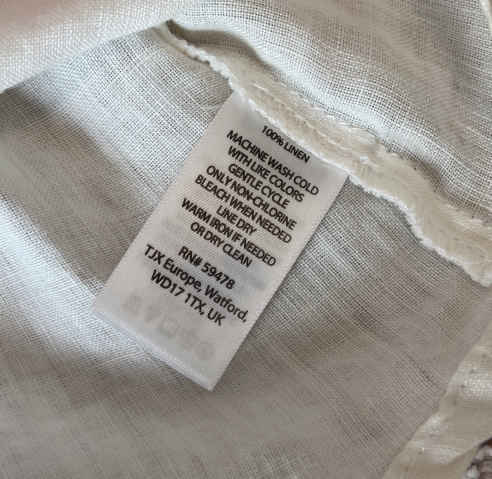 100% LINEN
MACHINE WASH COLD
WITH LIKE COLORS
GENTLE CYCLE
ONLY NON-CHLORINE
BLEACH WHEN NEEDED
LINE DRY
WARM IRON IF NEEDED
OR DRY CLEAN
RN# 59478
TJX Europe, Watford,
WD17 1TX, UK